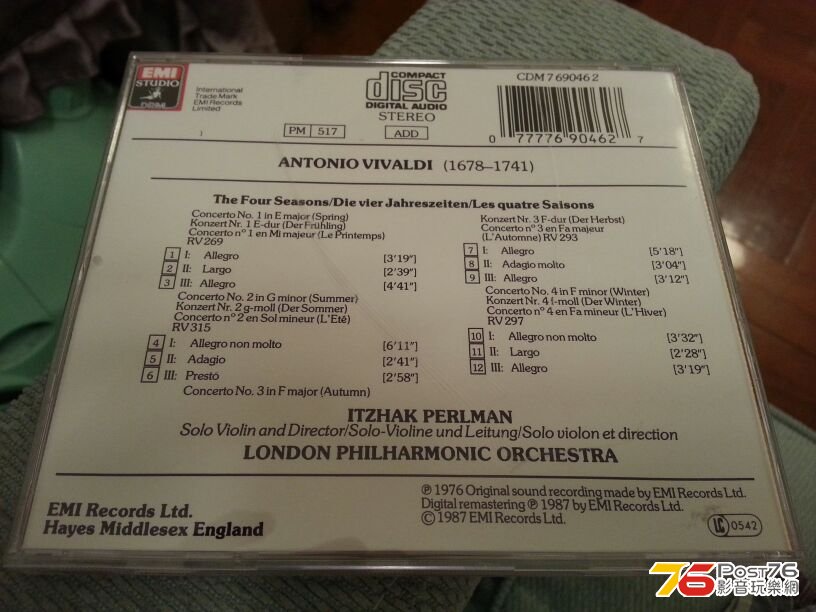 EMI
STUDIO
International
Trade Mark
EMI Records
Limited
COMPACT
disc
DIGITAL AUDIO
STEREO
PM 517
ADD
CDM 7 69046 2
0 77776 90462 7
ANTONIO VIVALDI (1678–1741)
The Four Seasons/Die vier Jahreszeiten/Les quatre Saisons
Concerto No. 1 in E major (Spring)
Konzert Nr. 1 E-dur (Der Frühling)
Concerto n° 1 en Mi majeur (Le Printemps)
RV 269
1 I: Allegro [3'19"]
2 II: Largo [2'39"]
3 III: Allegro [4'41"]
Concerto No. 2 in G minor (Summer)
Konzert Nr. 2 g-moll (Der Sommer)
Concerto n° 2 en Sol mineur (L'Eté)
RV 315
4 I: Allegro non molto [6'11"]
5 II: Adagio [2'41"]
6 III: Presto [2'58"]
Concerto No. 3 in F major (Autumn)
Konzert Nr. 3 F-dur (Der Herbst)
Concerto n° 3 en Fa majeur
(L'Automne) RV 293
7 I: Allegro [5'18"]
8 II: Adagio molto [3'04"]
9 III: Allegro [3'12"]
Concerto No. 4 in F minor (Winter)
Konzert Nr. 4 f-moll (Der Winter)
Concerto n° 4 en Fa mineur (L'Hiver)
RV 297
10 I: Allegro non molto [3'32"]
11 II: Largo [2'28"]
12 III: Allegro [3'19"]
ITZHAK PERLMAN
Solo Violin and Director/Solo-Violine und Leitung/Solo violon et direction
LONDON PHILHARMONIC ORCHESTRA
EMI Records Ltd.
Hayes Middlesex England
℗ 1976 Original sound recording made by EMI Records Ltd.
Digital remastering ℗ 1987 by EMI Records Ltd.
© 1987 EMI Records Ltd.
LC 0542
76 Post76
影音玩樂網